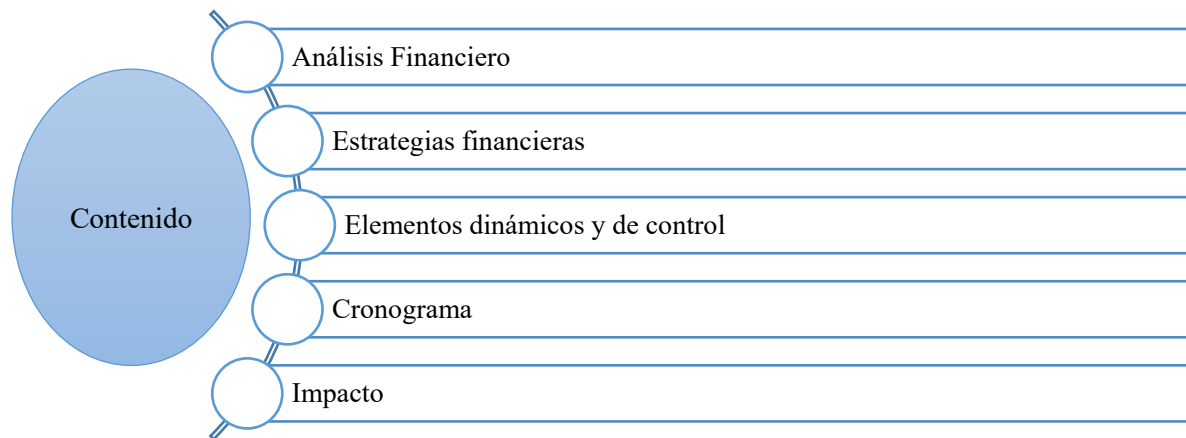 Contenido
Análisis Financiero
Estrategias financieras
Elementos dinámicos y de control
Cronograma
Impacto